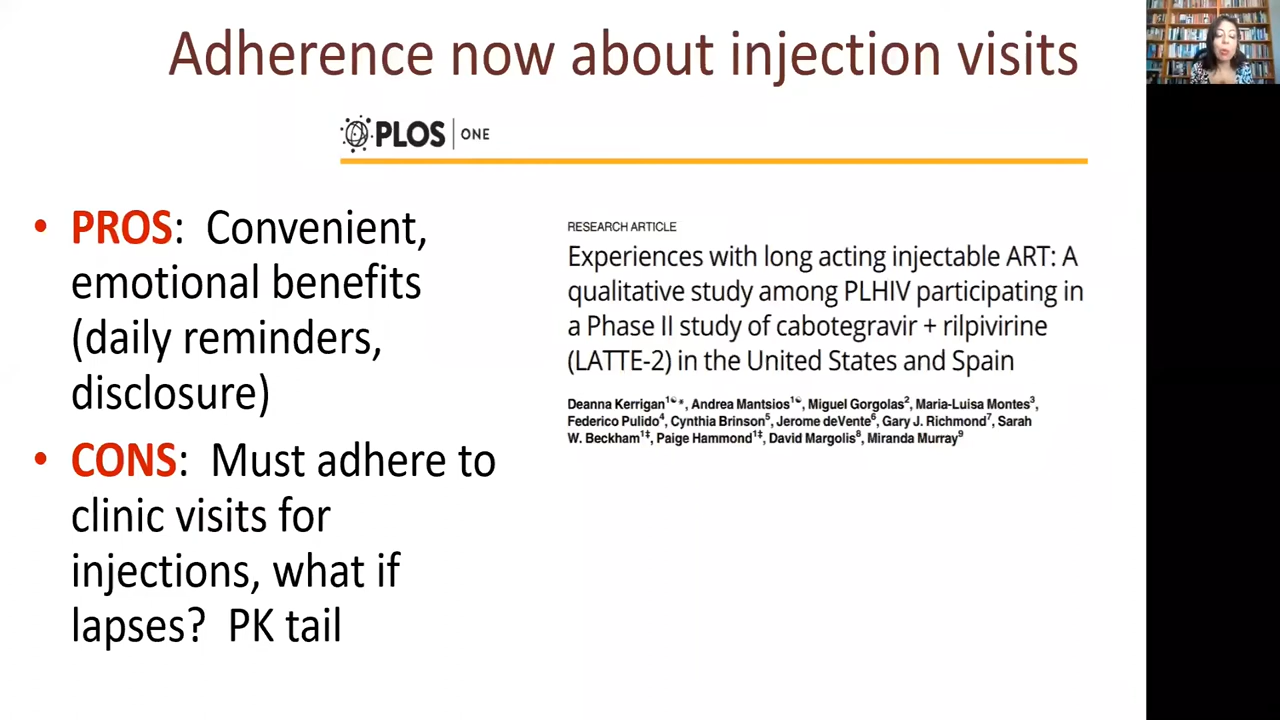 Adherence now about injection visits
PLOS | ONE
• PROS: Convenient,
emotional benefits
(daily reminders,
disclosure)
• CONS: Must adhere to
clinic visits for
injections, what if
lapses? PK tail
RESEARCH ARTICLE
Experiences with long acting injectable ART: A
qualitative study among PLHIV participating in
a Phase II study of cabotegravir + rilpivirine
(LATTE-2) in the United States and Spain
Deanna Kerrigan1☯*, Andrea Mantsios1☯, Miguel Gorgolas2, Maria-Luisa Montes3,
Federico Pulido4, Cynthia Brinson5, Jerome deVente6, Gary J. Richmond7, Sarah
W. Beckham1‡, Paige Hammond1‡, David Margolis8, Miranda Murray9